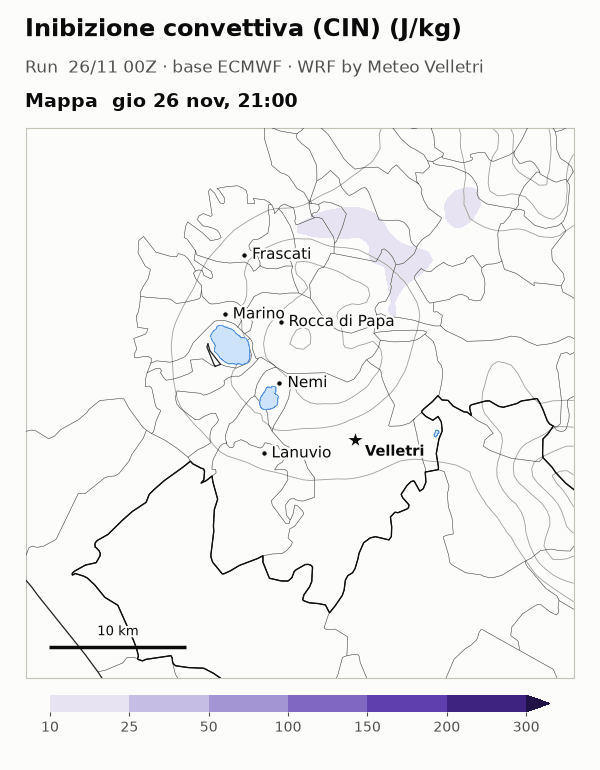 Inibizione convettiva (CIN) (J/kg)
Run  26/11 00Z · base ECMWF · WRF by Meteo Velletri
Mappa  gio 26 nov, 21:00
Frascati
Marino
Rocca di Papa
Nemi
Velletri
Lanuvio
10 km
10 25 50 100 150 200 300